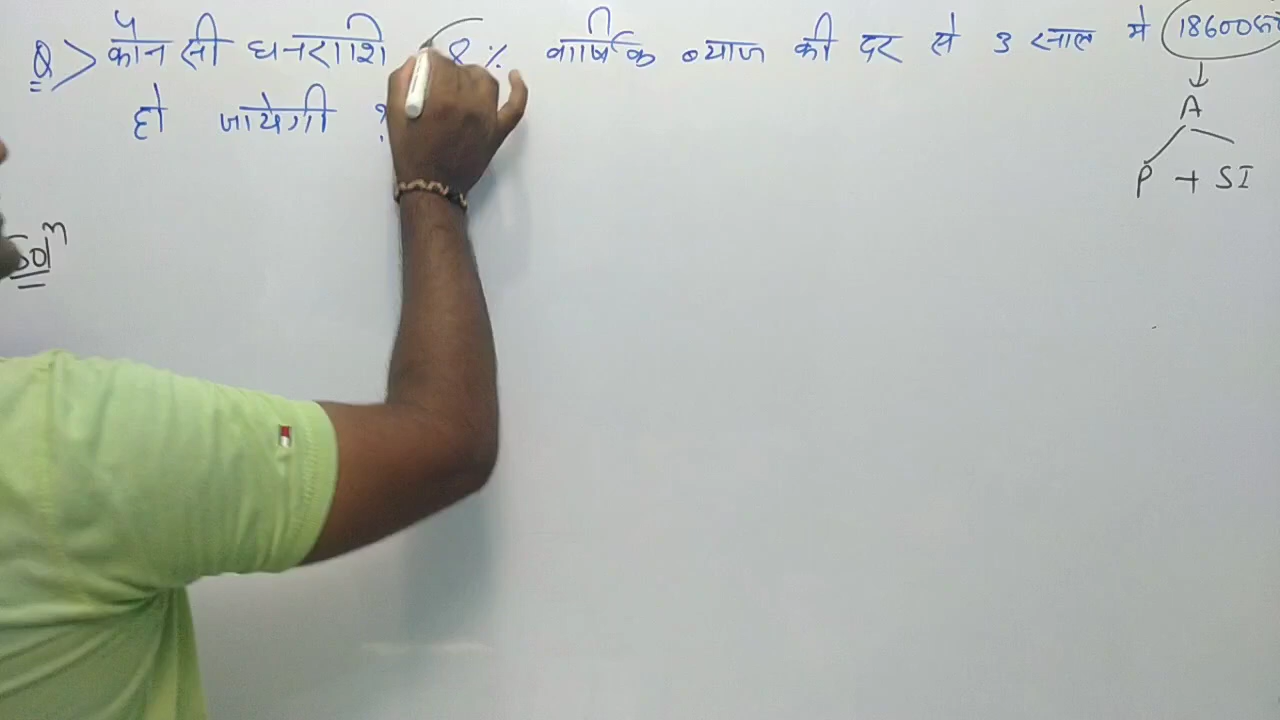 Q> कौन सी धनराशि 8% वार्षिक ब्याज की दर से 3 साल मे 18600
हो जायेगी ?
A
P + SI
Solⁿ